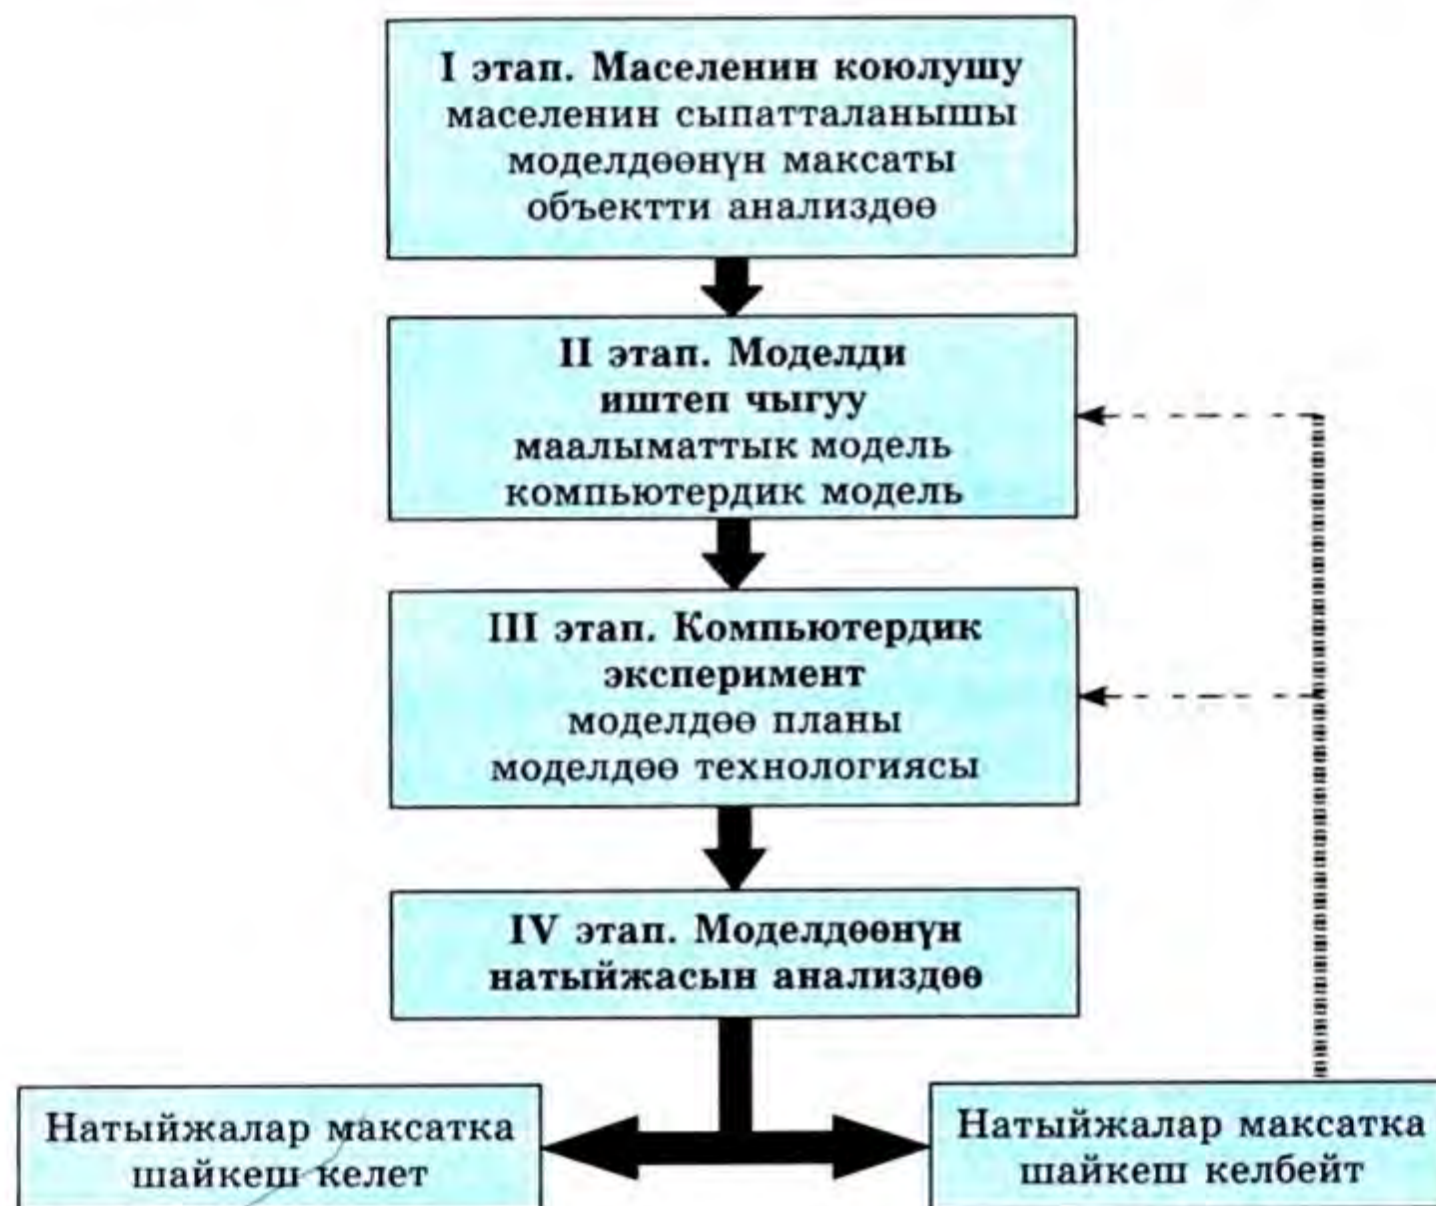 I этап. Маселенин коюлушу
маселенин сыпатталанышы
моделдөөнүн максаты
объектти анализдөө
II этап. Моделди
иштеп чыгуу
маалыматтык модель
компьютердик модель
III этап. Компьютердик
эксперимент
моделдөө планы
моделдөө технологиясы
IV этап. Моделдөөнүн
натыйжасын анализдөө
Натыйжалар максатка
шайкеш келет
Натыйжалар максатка
шайкеш келбейт